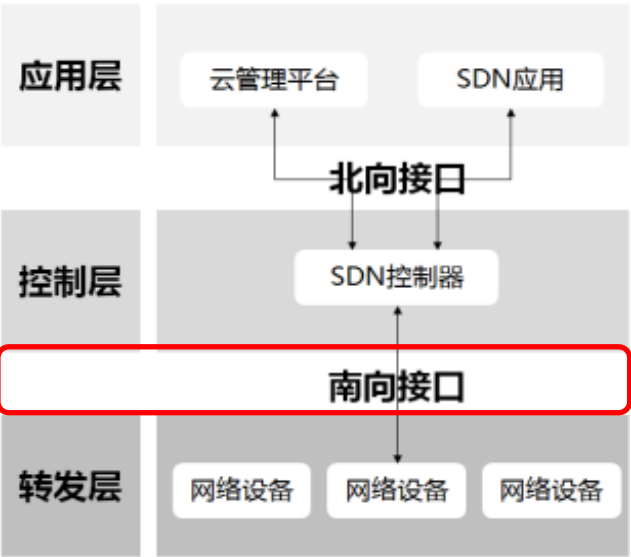 应用层
云管理平台
SDN应用
北向接口
控制层
SDN控制器
南向接口
转发层
网络设备
网络设备
网络设备